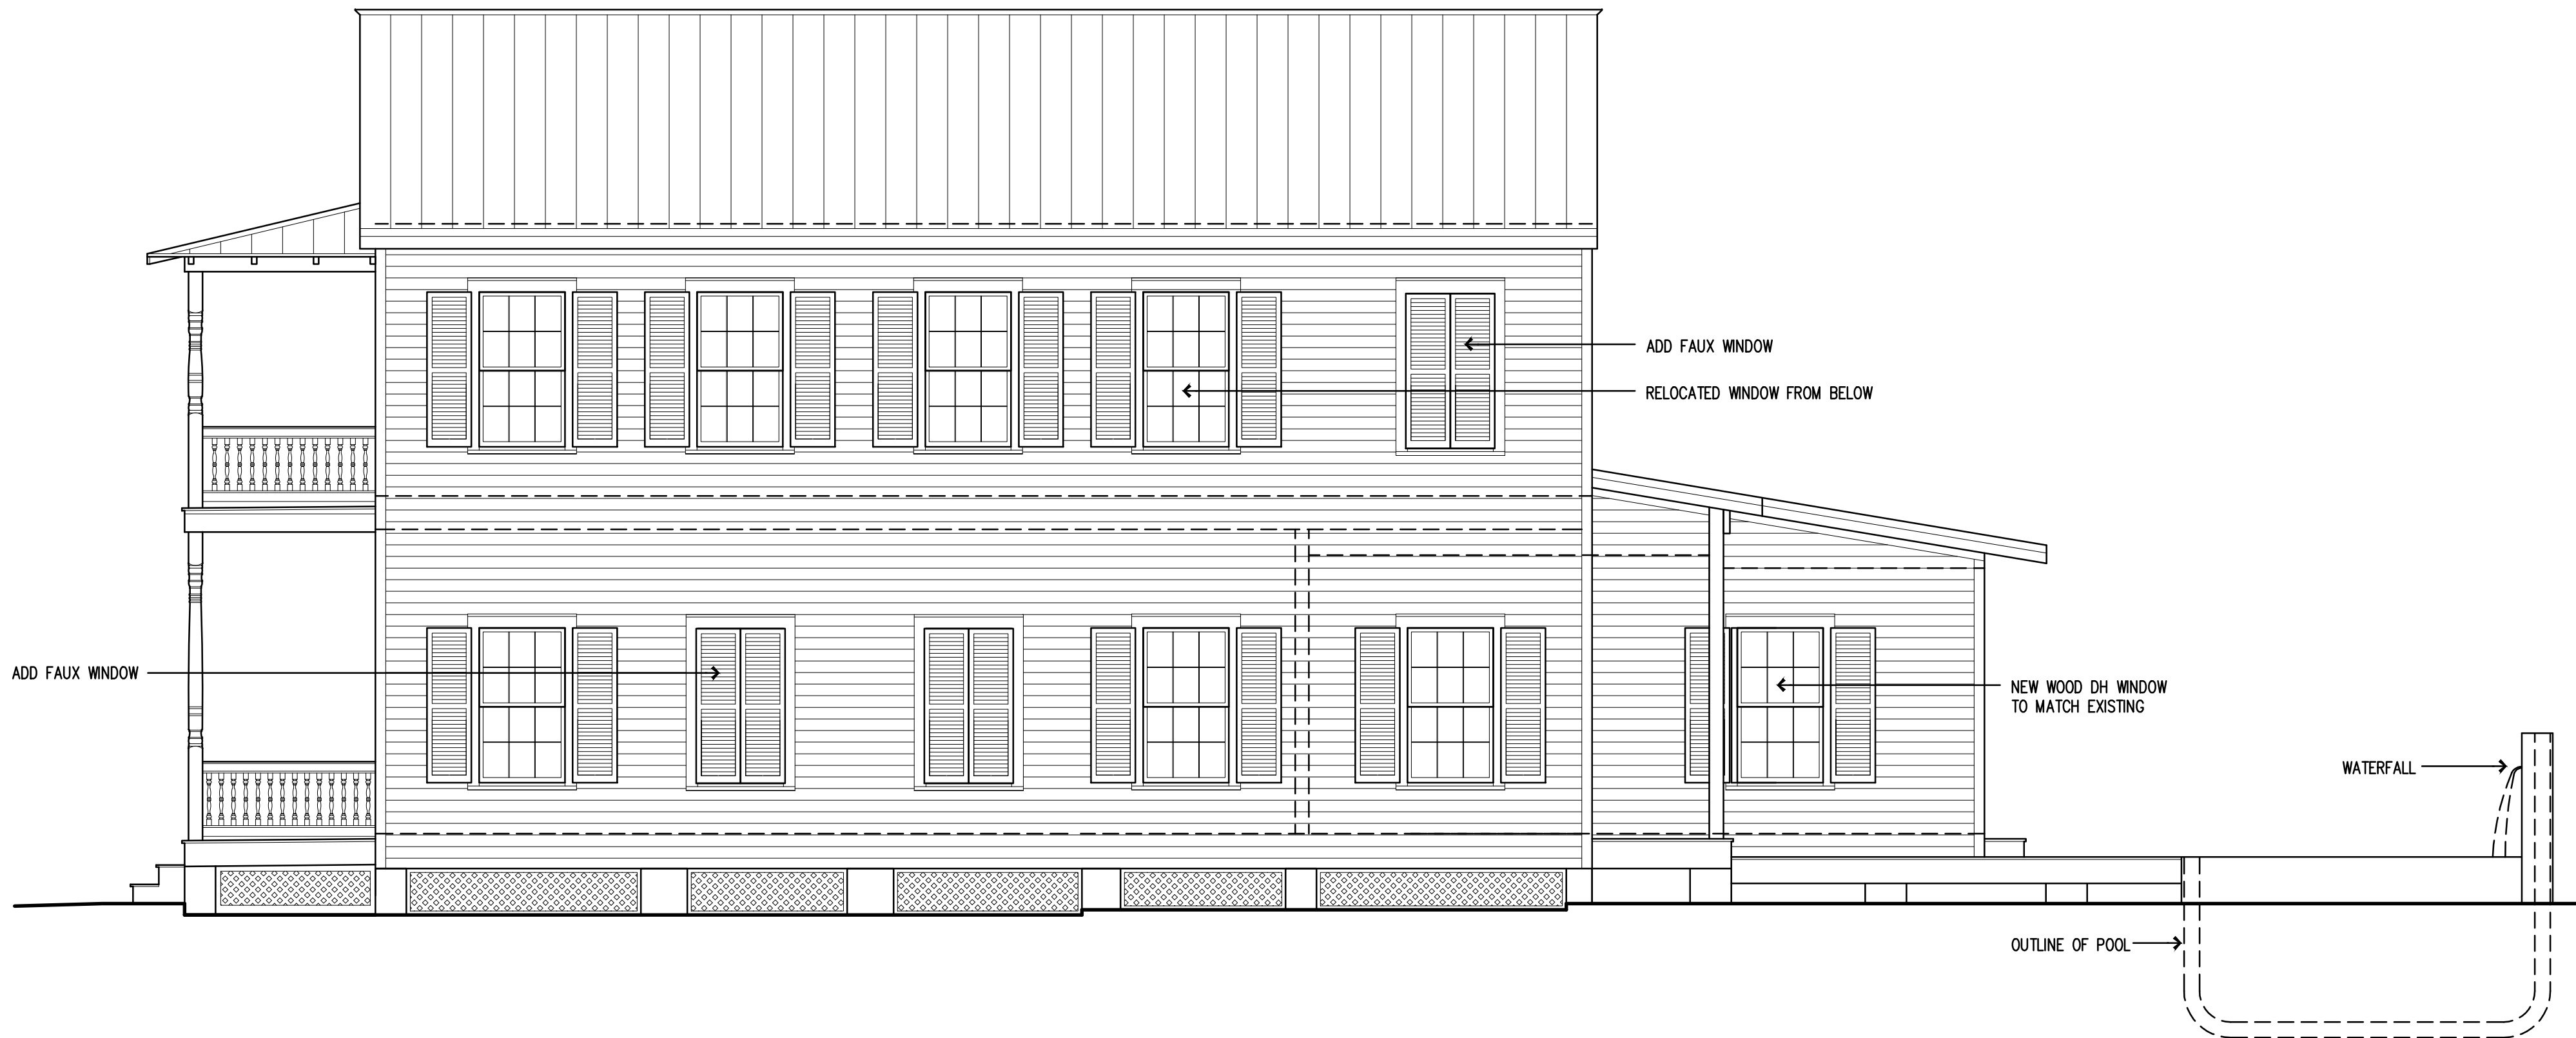 ADD FAUX WINDOW
RELOCATED WINDOW FROM BELOW
ADD FAUX WINDOW
NEW WOOD DH WINDOW
TO MATCH EXISTING
WATERFALL
OUTLINE OF POOL